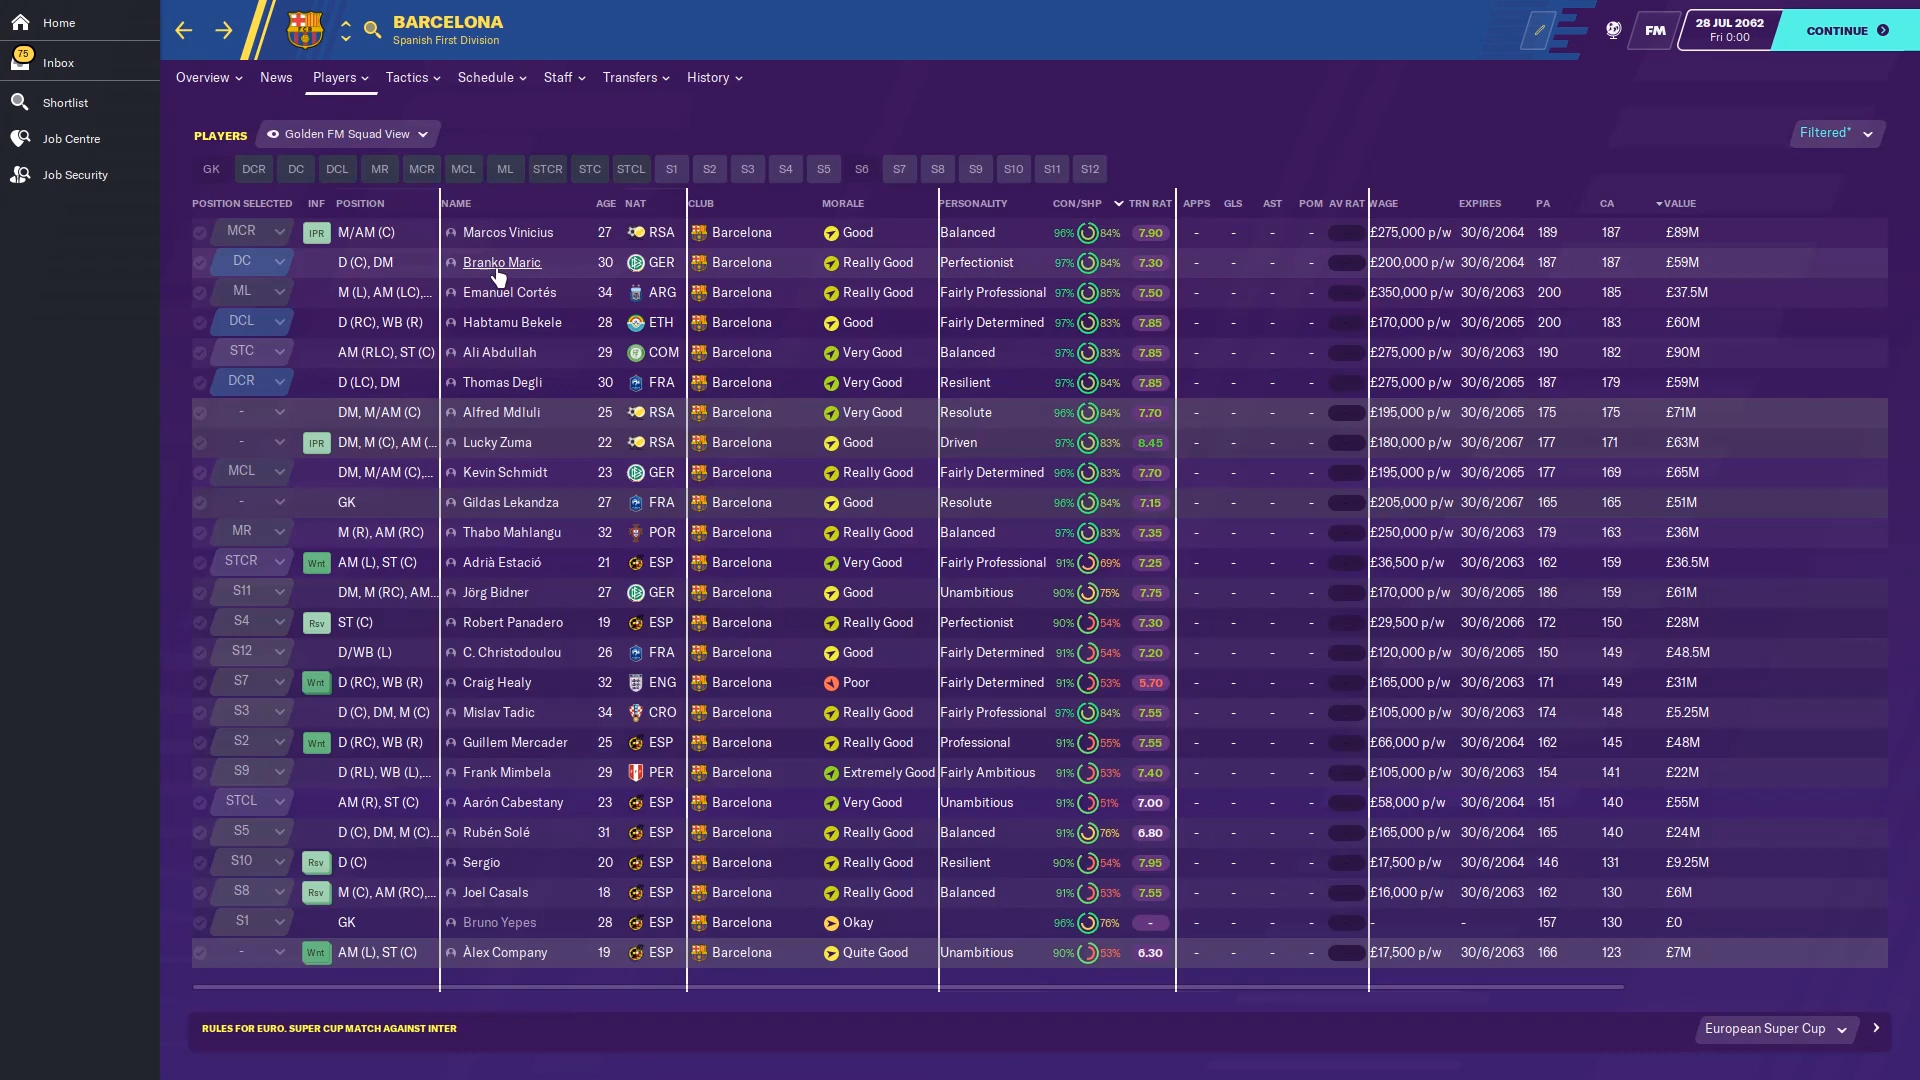 Home
75
Inbox
Shortlist
Job Centre
Job Security
BARCELONA
Spanish First Division
FM
28 JUL 2062
Fri 0:00
CONTINUE
Overview News Players Tactics Schedule Staff Transfers History
PLAYERS Golden FM Squad View Filtered*
GK DCR DC DCL MR MCR MCL ML STCR STC STCL S1 S2 S3 S4 S5 S6 S7 S8 S9 S10 S11 S12
POSITION SELECTED INF POSITION NAME AGE NAT CLUB MORALE PERSONALITY CON/SHP TRN RAT APPS GLS AST POM AV RAT WAGE EXPIRES PA CA VALUE
MCR IPR M/AM (C) Marcos Vinicius 27 RSA Barcelona Good Balanced 96% 84% 7.90 - - - - £275,000 p/w 30/6/2064 189 187 £89M
DC D (C), DM Branko Maric 30 GER Barcelona Really Good Perfectionist 97% 84% 7.30 - - - - £200,000 p/w 30/6/2064 187 187 £59M
ML M (L), AM (LC),... Emanuel Cortés 34 ARG Barcelona Really Good Fairly Professional 97% 85% 7.50 - - - - £350,000 p/w 30/6/2063 200 185 £37.5M
DCL D (RC), WB (R) Habtamu Bekele 28 ETH Barcelona Good Fairly Determined 97% 83% 7.85 - - - - £170,000 p/w 30/6/2065 200 183 £60M
STC AM (RLC), ST (C) Ali Abdullah 29 COM Barcelona Very Good Balanced 97% 83% 7.85 - - - - £275,000 p/w 30/6/2063 190 182 £90M
DCR D (LC), DM Thomas Degli 30 FRA Barcelona Very Good Resilient 97% 84% 7.85 - - - - £275,000 p/w 30/6/2065 187 179 £59M
- DM, M/AM (C) Alfred Mdluli 25 RSA Barcelona Very Good Resolute 96% 84% 7.70 - - - - £195,000 p/w 30/6/2065 175 175 £71M
- IPR DM, M (C), AM (... Lucky Zuma 22 RSA Barcelona Good Driven 97% 83% 8.45 - - - - £180,000 p/w 30/6/2067 177 171 £63M
MCL DM, M/AM (C),... Kevin Schmidt 23 GER Barcelona Really Good Fairly Determined 96% 83% 7.70 - - - - £195,000 p/w 30/6/2065 177 169 £65M
- GK Gildas Lekandza 27 FRA Barcelona Good Resolute 96% 84% 7.15 - - - - £205,000 p/w 30/6/2067 165 165 £51M
MR M (R), AM (RC) Thabo Mahlangu 32 POR Barcelona Really Good Balanced 97% 83% 7.35 - - - - £250,000 p/w 30/6/2063 179 163 £36M
STCR Wnt AM (L), ST (C) Adrià Estació 21 ESP Barcelona Very Good Fairly Professional 91% 69% 7.25 - - - - £36,500 p/w 30/6/2063 162 159 £36.5M
S11 DM, M (RC), AM... Jörg Bidner 27 GER Barcelona Good Unambitious 90% 75% 7.75 - - - - £170,000 p/w 30/6/2065 186 159 £61M
S4 Rsv ST (C) Robert Panadero 19 ESP Barcelona Really Good Perfectionist 90% 54% 7.30 - - - - £29,500 p/w 30/6/2066 172 150 £28M
S12 D/WB (L) C. Christodoulou 26 FRA Barcelona Good Fairly Determined 91% 54% 7.20 - - - - £120,000 p/w 30/6/2065 150 149 £48.5M
S7 Wnt D (RC), WB (R) Craig Healy 32 ENG Barcelona Poor Fairly Determined 91% 53% 5.70 - - - - £165,000 p/w 30/6/2063 171 149 £31M
S3 D (C), DM, M (C) Mislav Tadic 34 CRO Barcelona Really Good Fairly Professional 97% 84% 7.55 - - - - £105,000 p/w 30/6/2063 174 148 £5.25M
S2 Wnt D (RC), WB (R) Guillem Mercader 25 ESP Barcelona Really Good Professional 91% 55% 7.55 - - - - £66,000 p/w 30/6/2064 162 145 £48M
S9 D (RL), WB (L),... Frank Mimbela 29 PER Barcelona Extremely Good Fairly Ambitious 91% 53% 7.40 - - - - £105,000 p/w 30/6/2063 154 141 £22M
STCL AM (R), ST (C) Aarón Cabestany 23 ESP Barcelona Very Good Unambitious 91% 51% 7.00 - - - - £58,000 p/w 30/6/2064 151 140 £55M
S5 D (C), DM, M (C)... Rubén Solé 31 ESP Barcelona Really Good Balanced 91% 76% 6.80 - - - - £165,000 p/w 30/6/2064 165 140 £24M
S10 Rsv D (C) Sergio 20 ESP Barcelona Really Good Resilient 90% 54% 7.95 - - - - £17,500 p/w 30/6/2064 146 131 £9.25M
S8 Rsv M (C), AM (RC),... Joel Casals 18 ESP Barcelona Really Good Balanced 91% 53% 7.55 - - - - £16,000 p/w 30/6/2063 162 130 £6M
S1 GK Bruno Yepes 28 ESP Barcelona Okay 96% 76% - - - - - - - 157 130 £0
- Wnt AM (L), ST (C) Àlex Company 19 ESP Barcelona Quite Good Unambitious 90% 53% 6.30 - - - - £17,500 p/w 30/6/2063 166 123 £7M
RULES FOR EURO. SUPER CUP MATCH AGAINST INTER European Super Cup